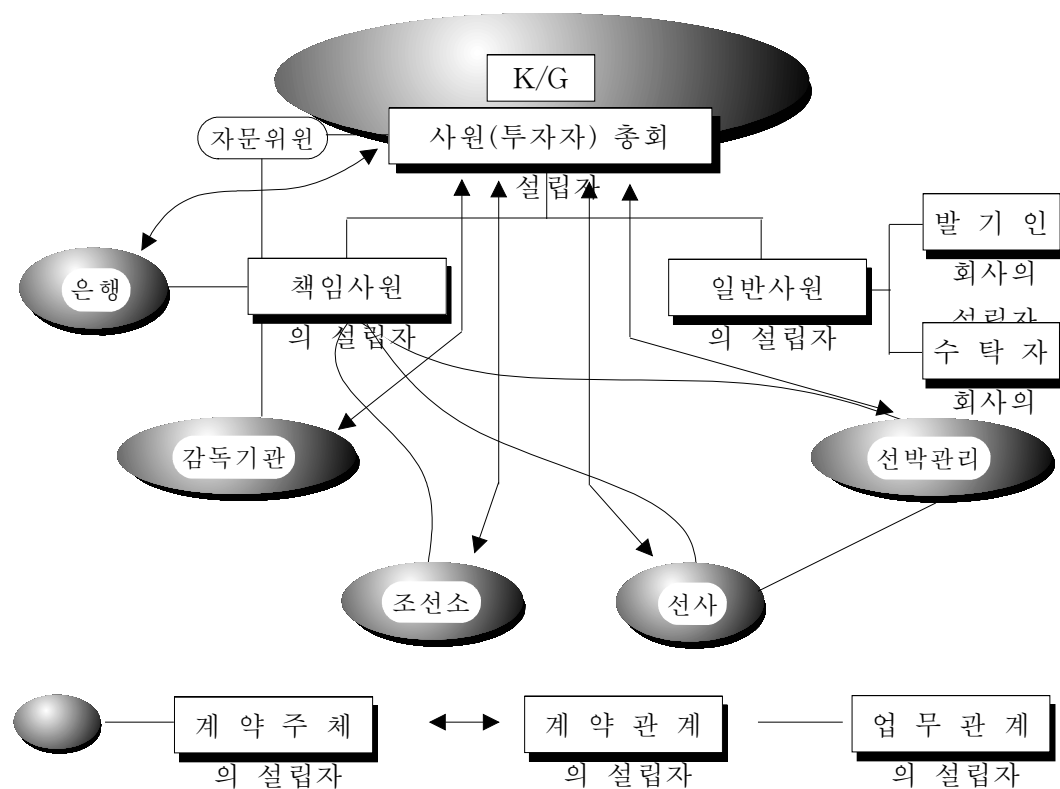 K/G
사원(투자자) 총회
자문위원
설립자
발 기 인
회사의
설립자
은행
책임사원
의 설립자
일반사원
의 설립자
수 탁 자
회사의
감독기관
선박관리
조선소
선사
계 약 주 체
의 설립자
계 약 관 계
의 설립자
업 무 관 계
의 설립자